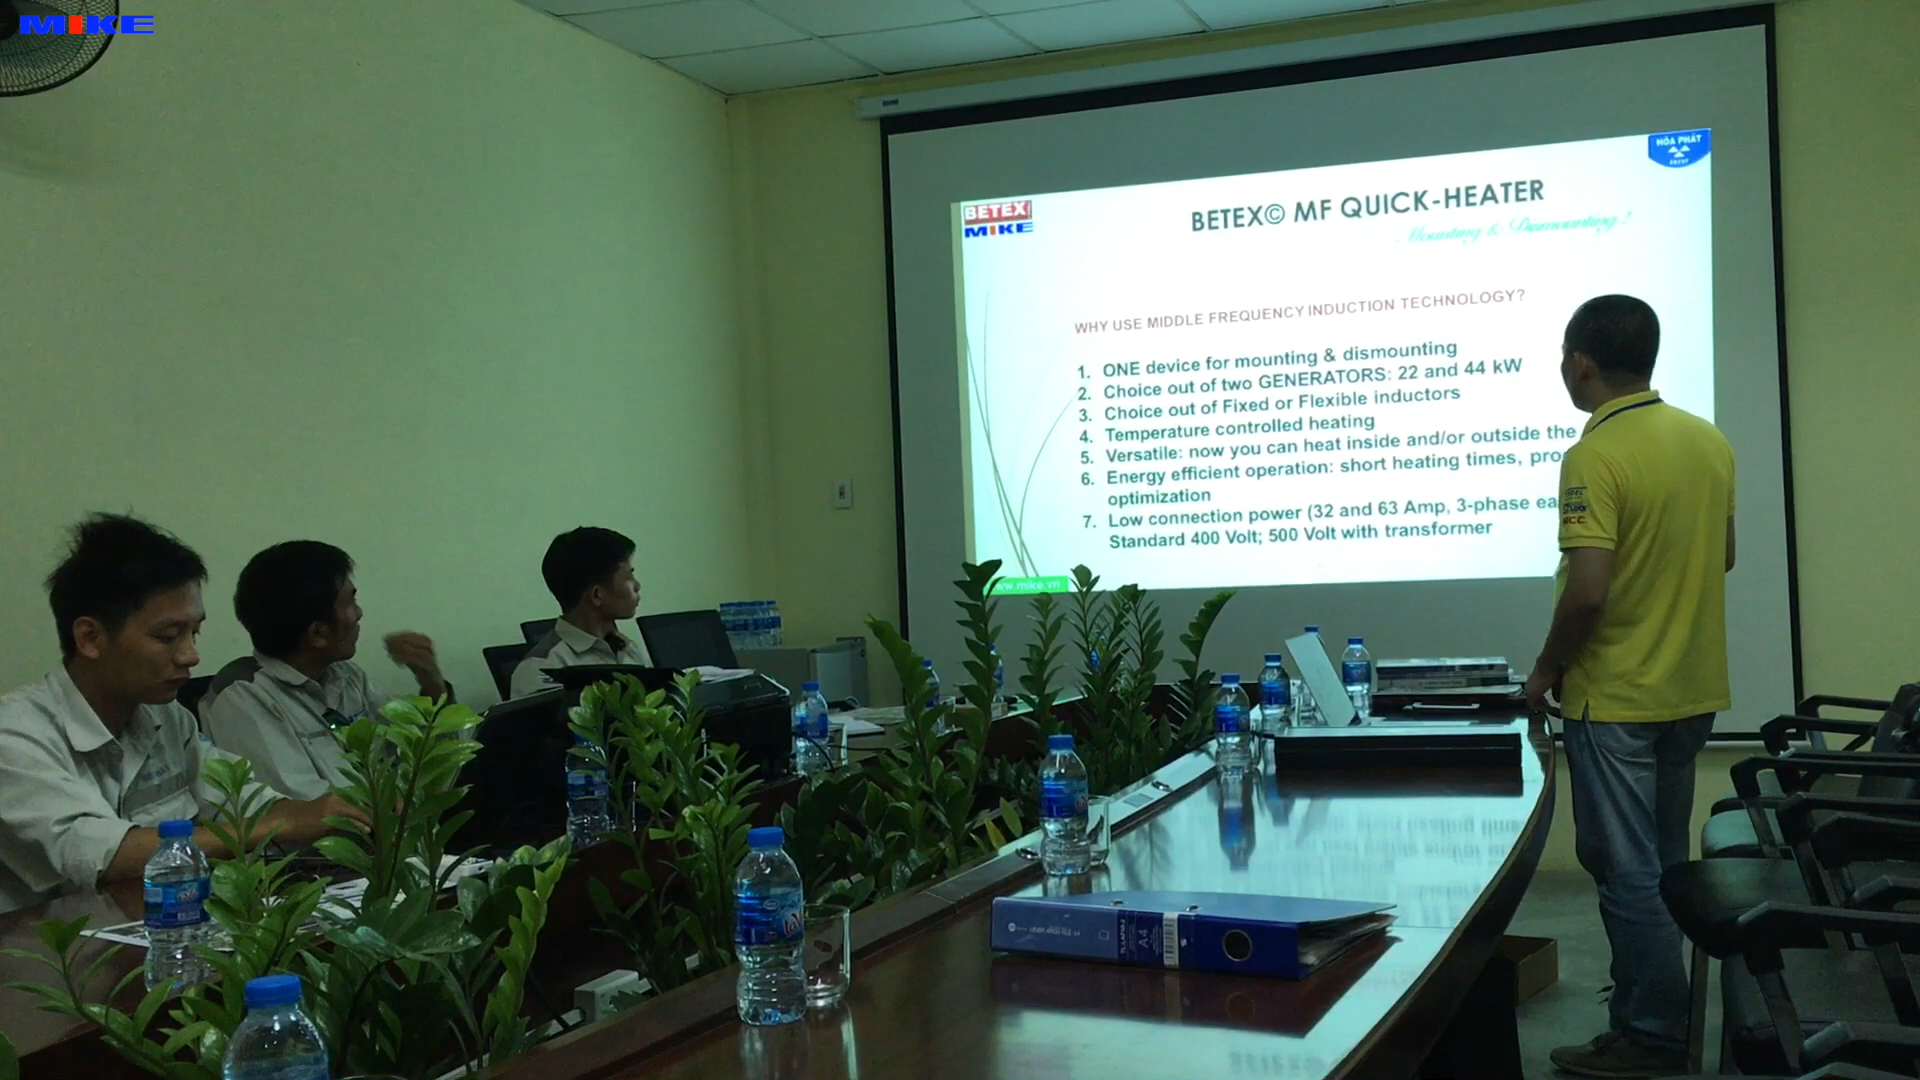 MIKE
HÒA PHÁT
BETEX
MIKE
BETEX© MF QUICK-HEATER
Mounting & Dismounting!
WHY USE MIDDLE FREQUENCY INDUCTION TECHNOLOGY?
1. ONE device for mounting & dismounting
2. Choice out of two GENERATORS: 22 and 44 kW
3. Choice out of Fixed or Flexible inductors
4. Temperature controlled heating
5. Versatile: now you can heat inside and/or outside the
6. Energy efficient operation: short heating times,
optimization
7. Low connection power (32 and 63 Amp, 3-phase
Standard 400 Volt; 500 Volt with transformer
www.mike.vn
A4